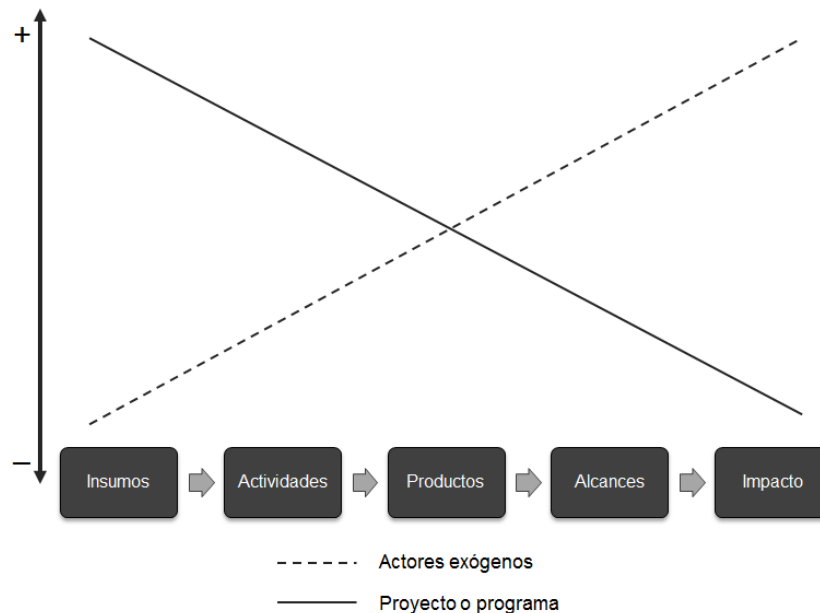 +
–
Insumos
Actividades
Productos
Alcances
Impacto
Actores exógenos
Proyecto o programa